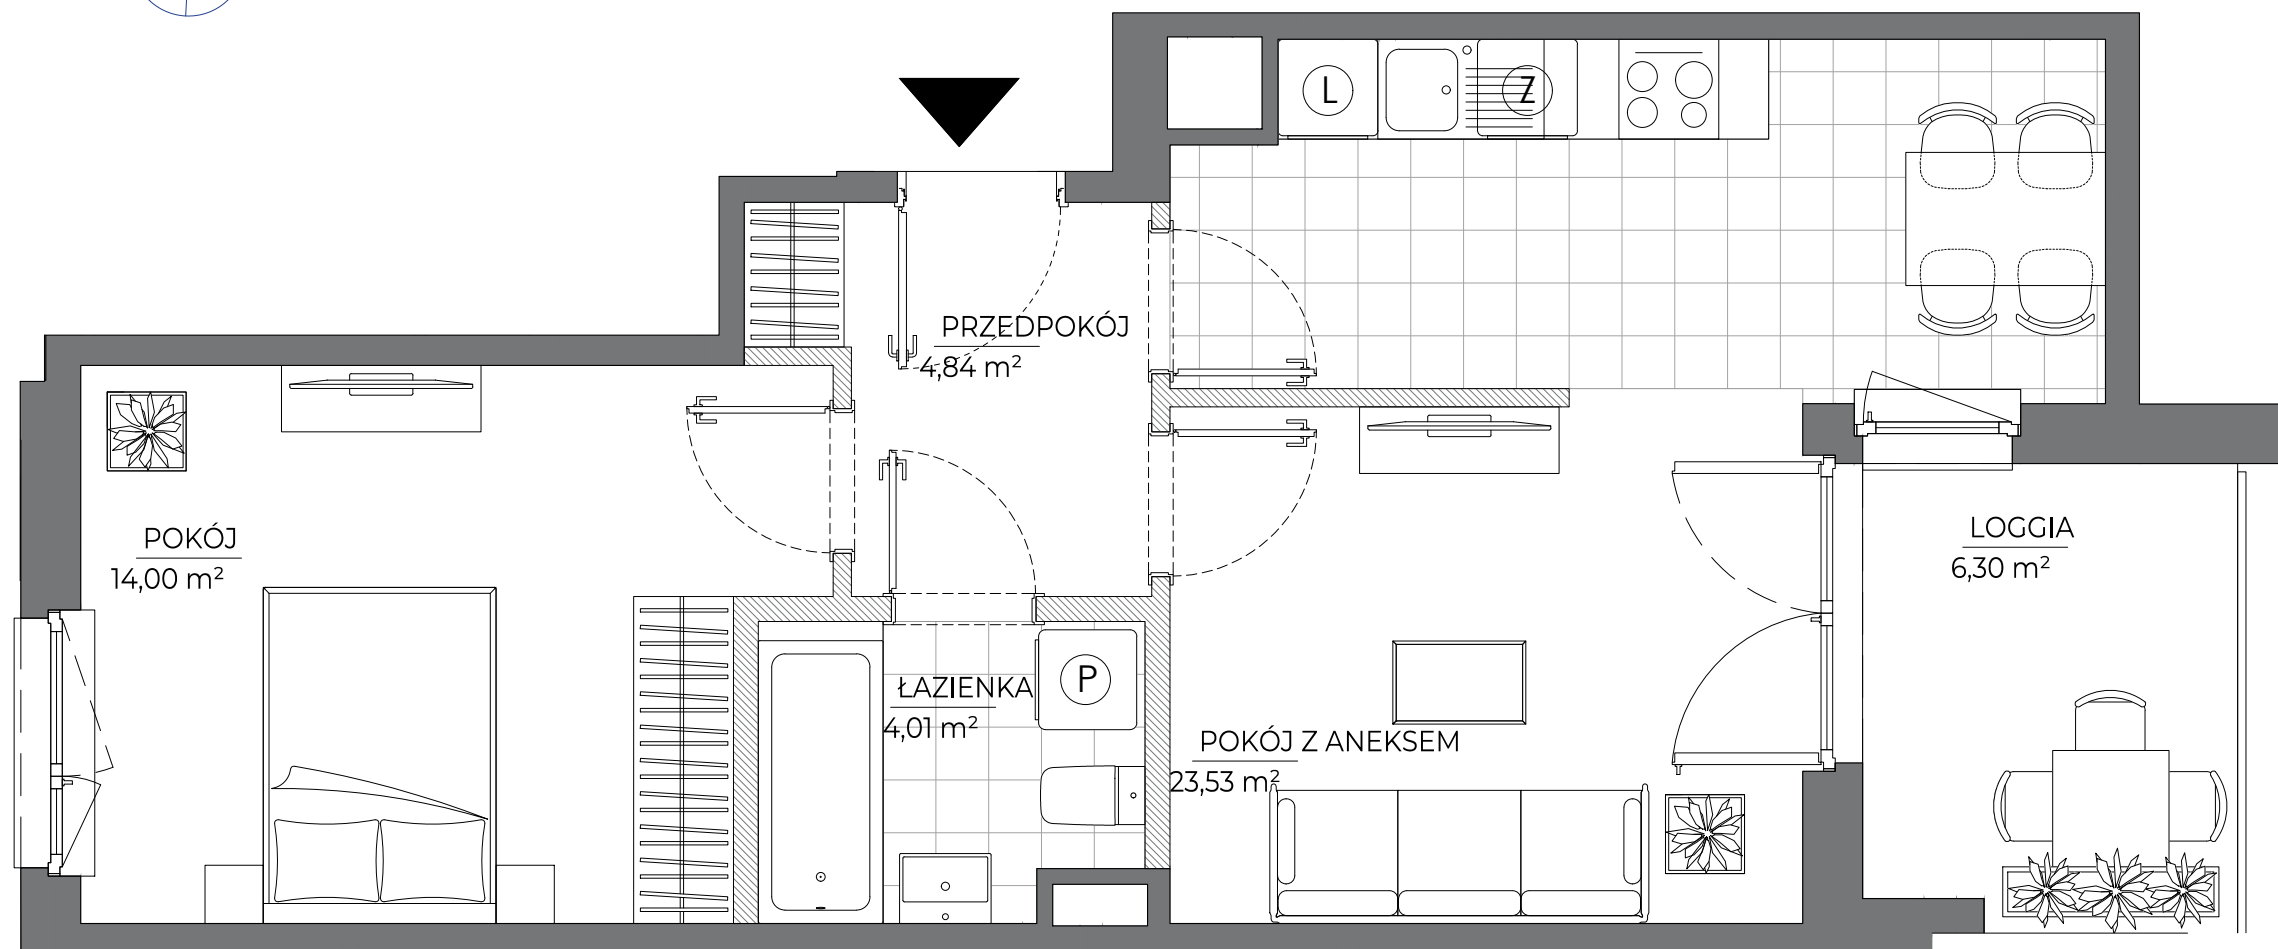 L
Z
PRZEDPOKÓJ
4,84 m²
POKÓJ
14,00 m²
LOGGIA
6,30 m²
ŁAZIENKA
4,01 m²
P
POKÓJ Z ANEKSEM
23,53 m²